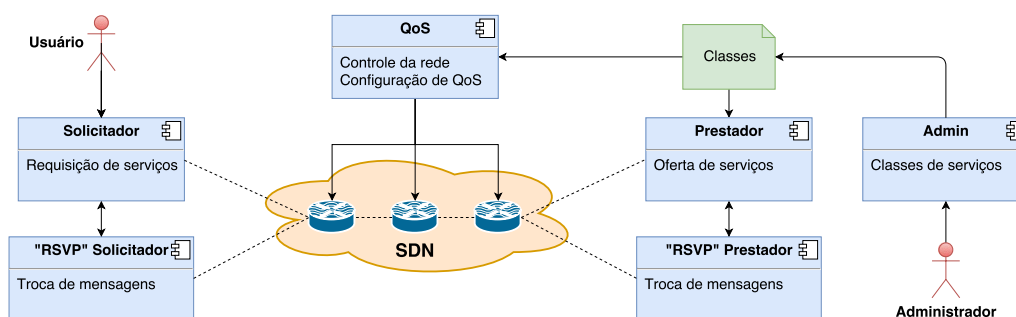 Usuário
QoS
Controle da rede
Configuração de QoS
Classes
Solicitador
Requisição de serviços
Prestador
Oferta de serviços
Admin
Classes de serviços
SDN
"RSVP" Solicitador
Troca de mensagens
"RSVP" Prestador
Troca de mensagens
Administrador